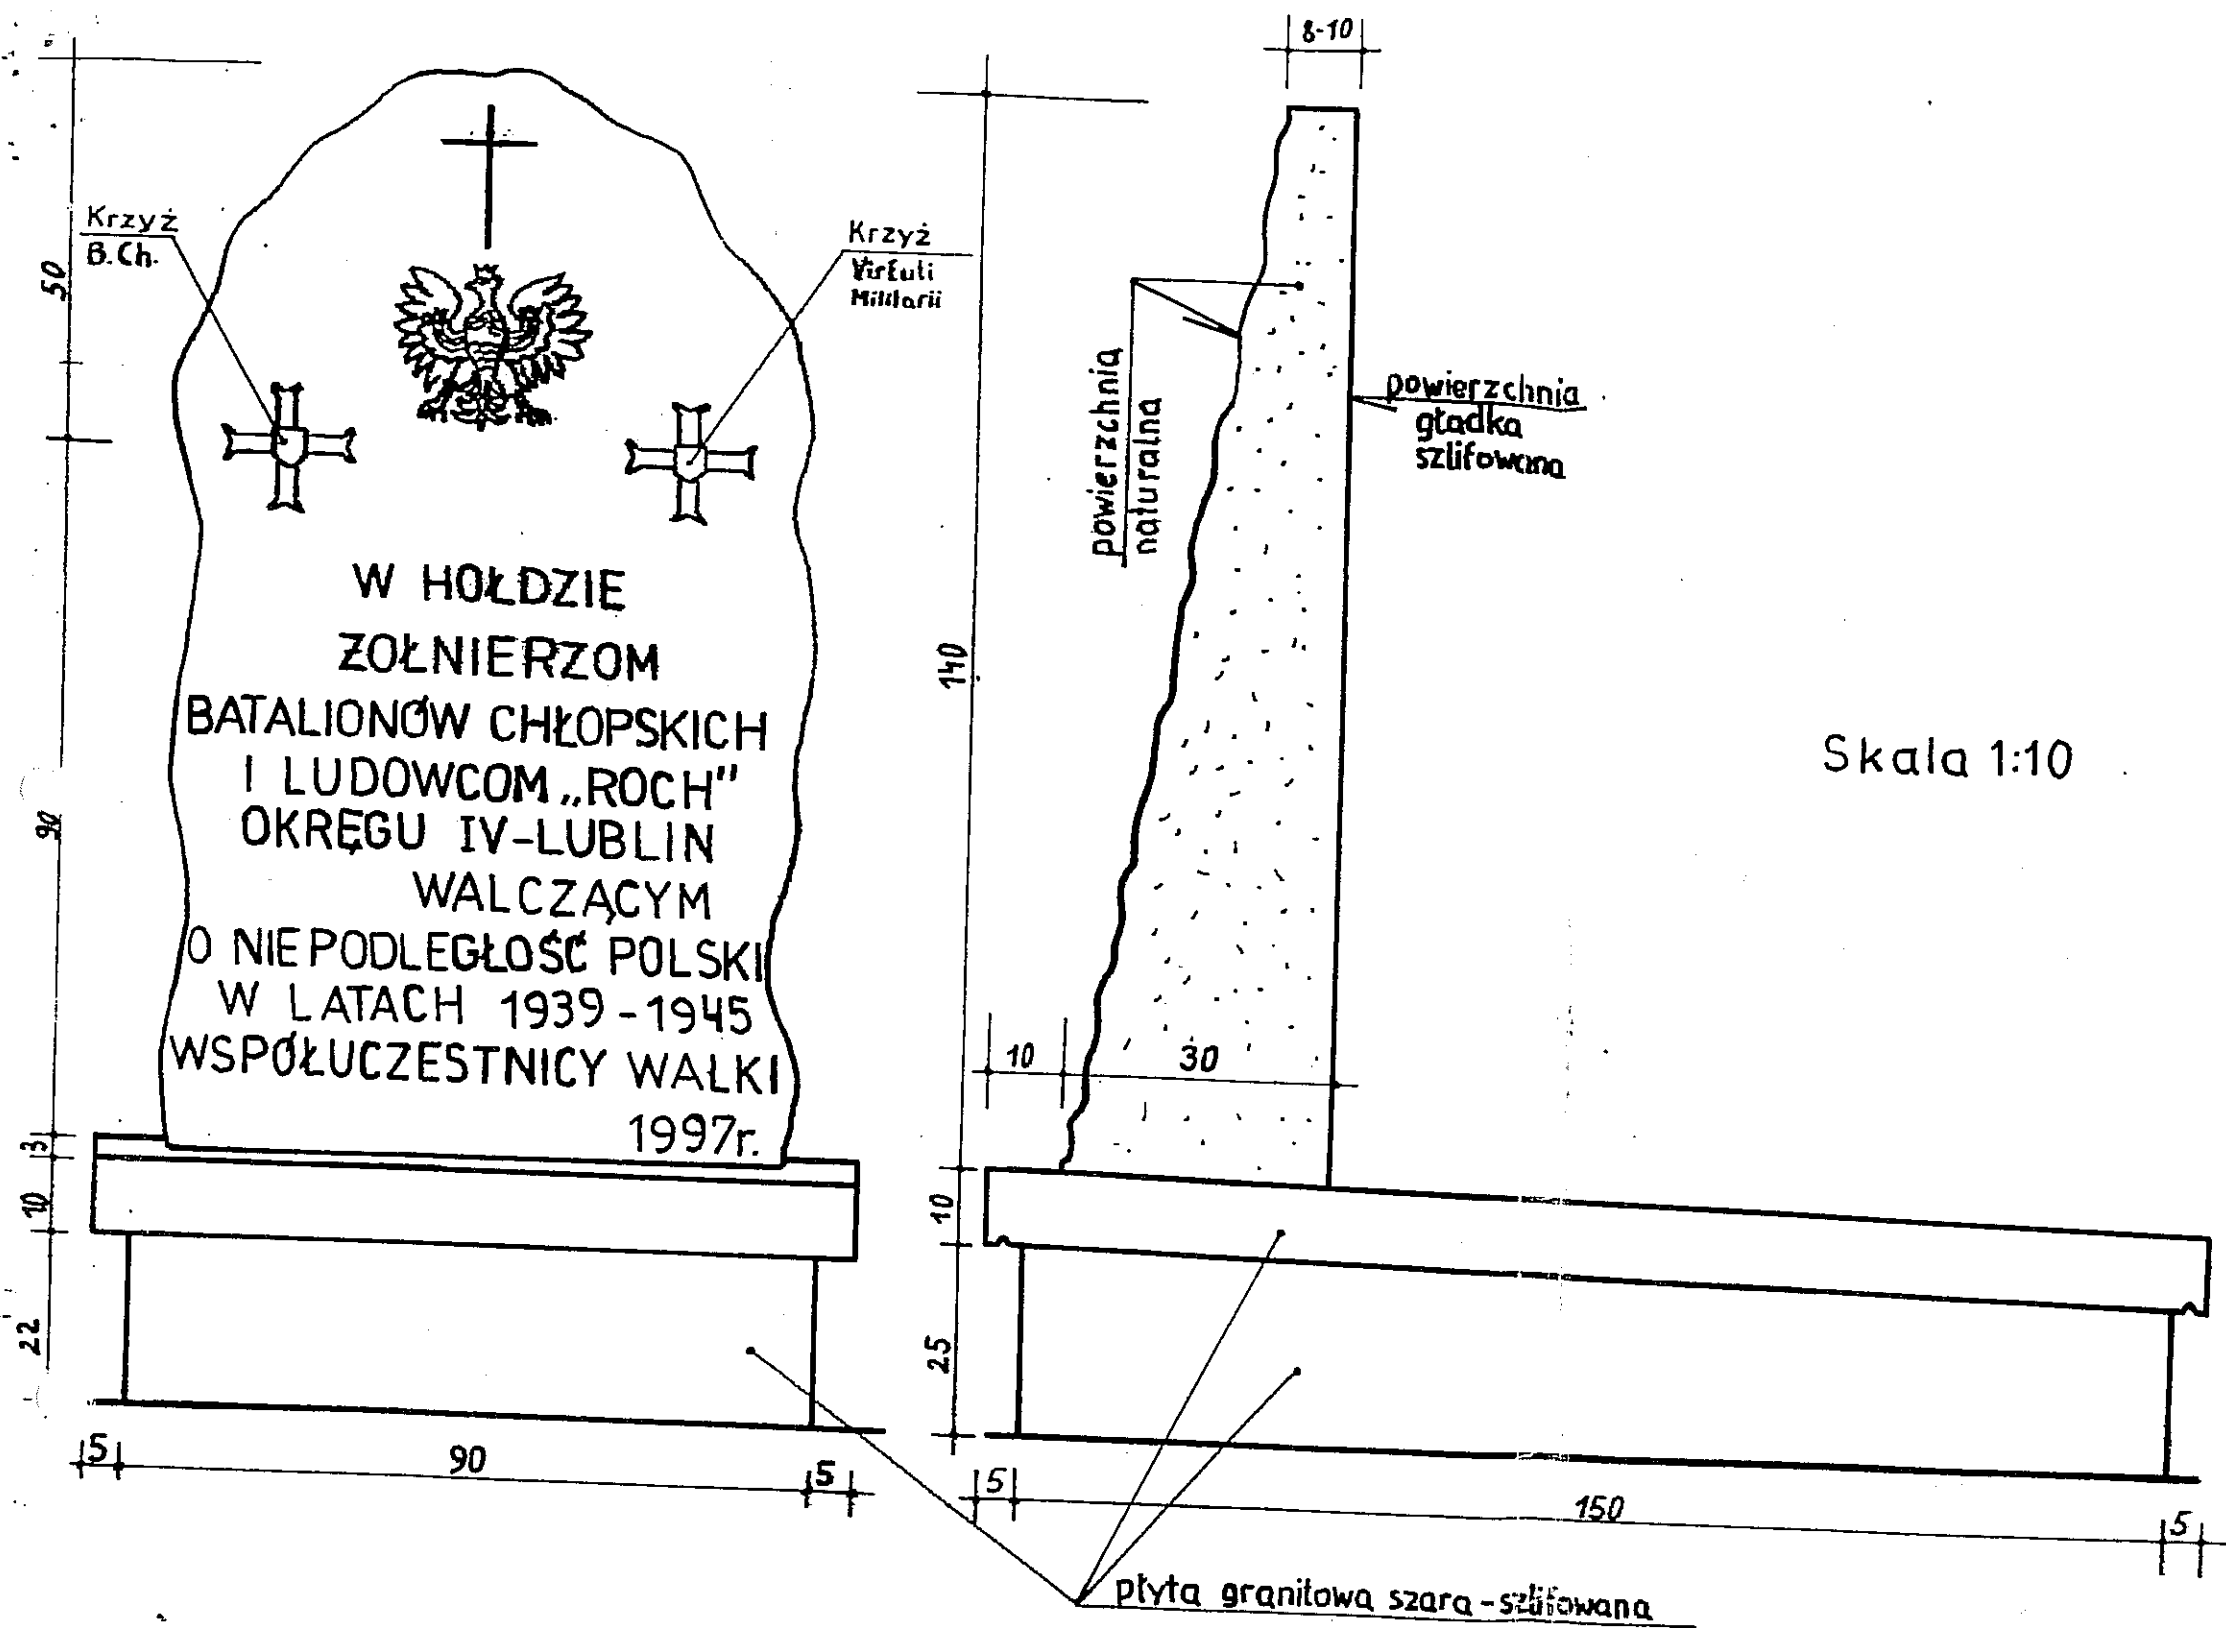 8-10
Krzyż
B.Ch.
Krzyż
Virtuti
Militarii
50
powierzchnia
naturalna
powierzchnia
gładka
szlifowana
W HOŁDZIE
ŻOŁNIERZOM
BATALIONÓW CHŁOPSKICH
I LUDOWCOM „ROCH"
OKRĘGU IV-LUBLIN
WALCZĄCYM
O NIEPODLEGŁOŚĆ POLSKI
W LATACH 1939-1945
WSPÓŁUCZESTNICY WALKI
1997r.
90
140
Skala 1:10
10
30
3
10
22
10
25
5
90
5
5
150
5
płyta granitowa szara-szlifowana